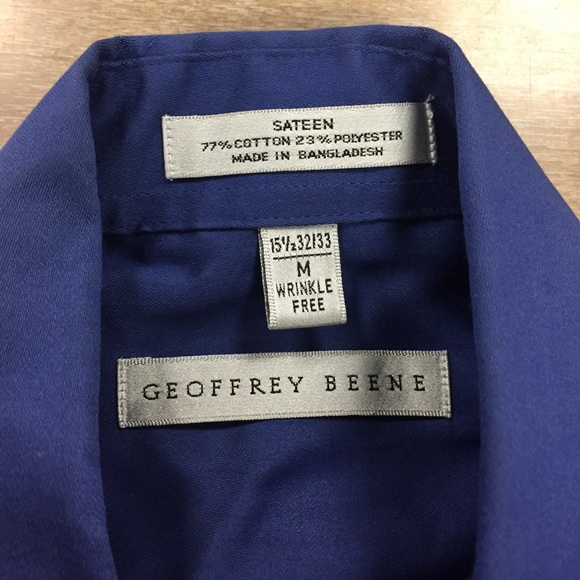 SATEEN
77% COTTON 23% POLYESTER
MADE IN BANGLADESH
15½ 32/33
M
WRINKLE
FREE
GEOFFREY BEENE